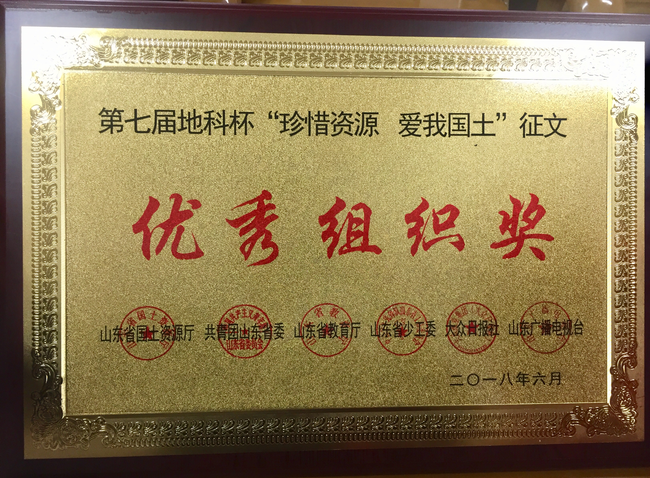 第七届地科杯“珍惜资源 爱我国土”征文
优秀组织奖
山东省国土资源厅 共青团山东省委 山东省教育厅 山东省少工委 大众日报社 山东广播电视台
二〇一八年六月